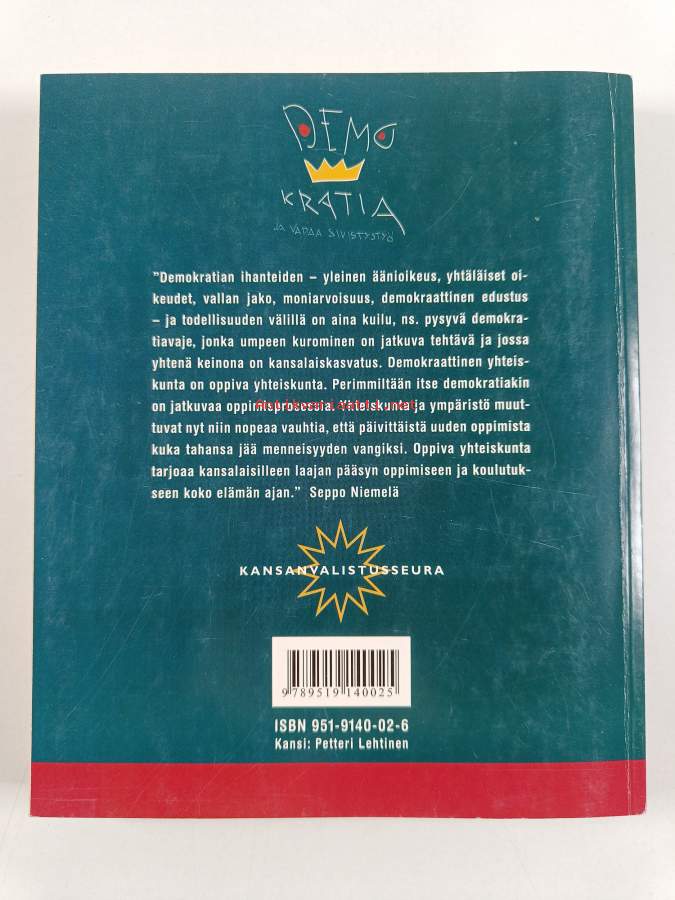 DEMO
KRATIA
JA VAPAA SIVISTYSTYÖ
"Demokratian ihanteiden – yleinen äänioikeus, yhtäläiset oi-
keudet, vallan jako, moniarvoisuus, demokraattinen edustus
– ja todellisuuden välillä on aina kuilu, ns. pysyvä demokra-
tiavaje, jonka umpeen kurominen on jatkuva tehtävä ja jossa
yhtenä keinona on kansalaiskasvatus. Demokraattinen yhteis-
kunta on oppiva yhteiskunta. Perimmiltään itse demokratiakin
on jatkuvaa oppimisprosessia. Yhteiskunta ja ympäristö muut-
tuvat nyt niin nopeaa vauhtia, että päivittäistä uuden oppimista
kuka tahansa jää menneisyyden vangiksi. Oppiva yhteiskunta
tarjoaa kansalaisilleen laajan pääsyn oppimiseen ja koulutuk-
seen koko elämän ajan." Seppo Niemelä
KANSANVALISTUSSEURA
9 789519 140025
ISBN 951-9140-02-6
Kansi: Petteri Lehtinen